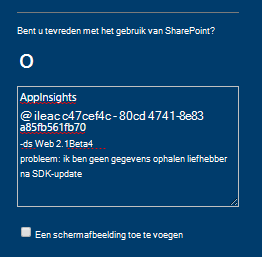 Bent u tevreden met het gebruik van SharePoint?
O
AppInsights
@ ileac c47cef4c - 80cd 4741-8e83
a85fb561fb70
-ds Web 2.1Beta4
probleem: ik ben geen gegevens ophalen liefhebber
na SDK-update
Een schermafbeelding toe te voegen